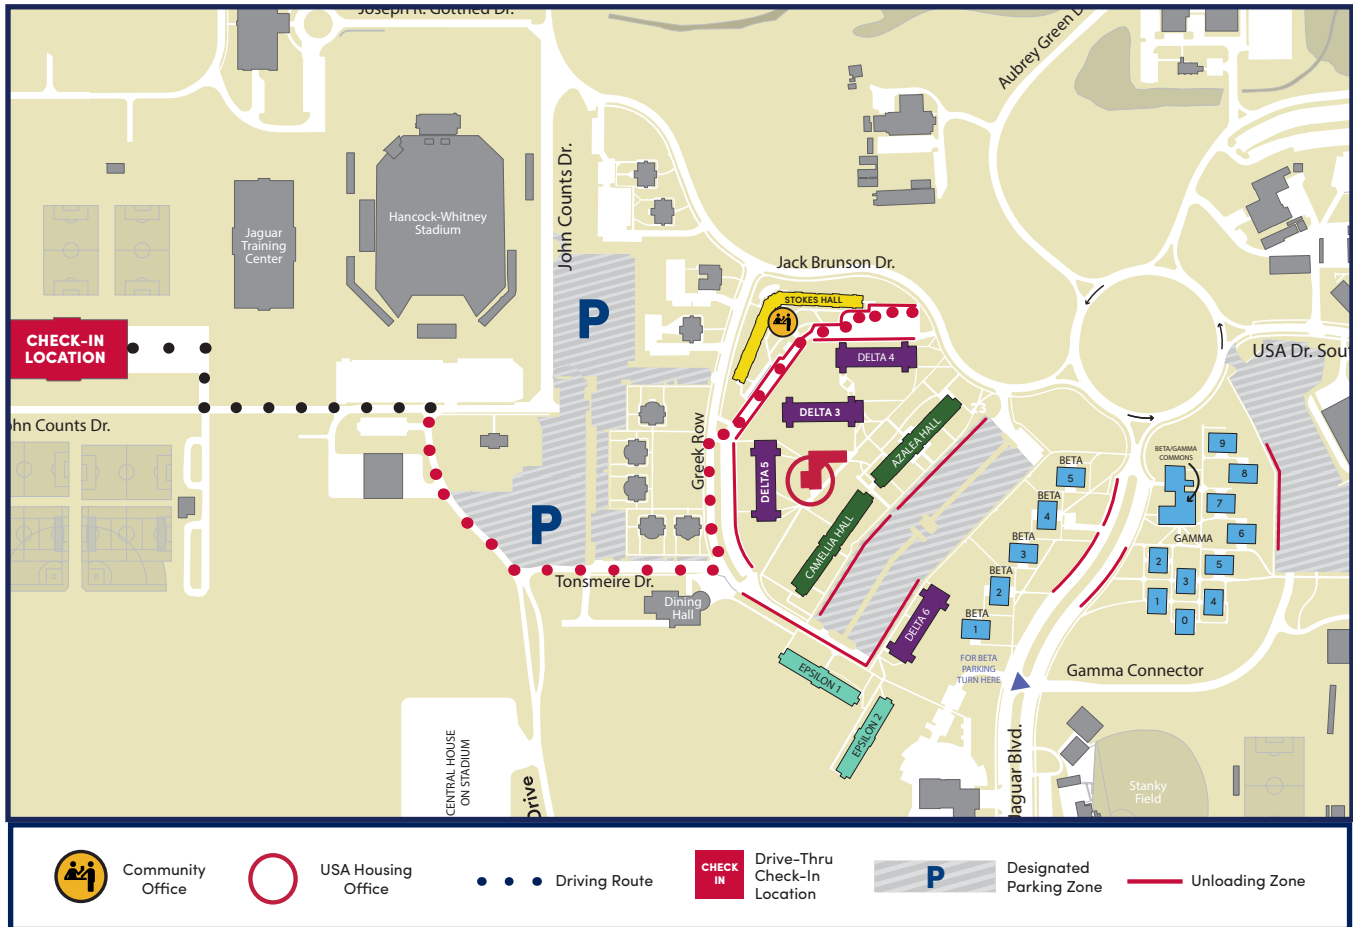 Joseph R. Gottfried Dr.
Aubrey Green D
John Counts Dr.
Hancock-Whitney
Stadium
Jaguar
Training
Center
Jack Brunson Dr.
STOKES HALL
P
CHECK-IN
LOCATION
DELTA 4
USA Dr. Sou
DELTA 3
AZALEA HALL
23
ohn Counts Dr.
Greek Row
DELTA 5
BETA
5
BETA
4
BETA/GAMMA
COMMONS
9
8
7
GAMMA
6
P
CAMELLIA HALL
BETA
3
BETA
2
BETA
1
2
5
3
1
4
0
Tonsmeire Dr.
Dining
Hall
DELTA 6
FOR BETA
PARKING
TURN HERE
Gamma Connector
EPSILON 1
EPSILON 2
CENTRAL HOUSE
ON STADIUM
Drive
Jaguar Blvd.
Stanky
Field
Community
Office
USA Housing
Office
Driving Route
CHECK
IN
Drive-Thru
Check-In
Location
P
Designated
Parking Zone
Unloading Zone